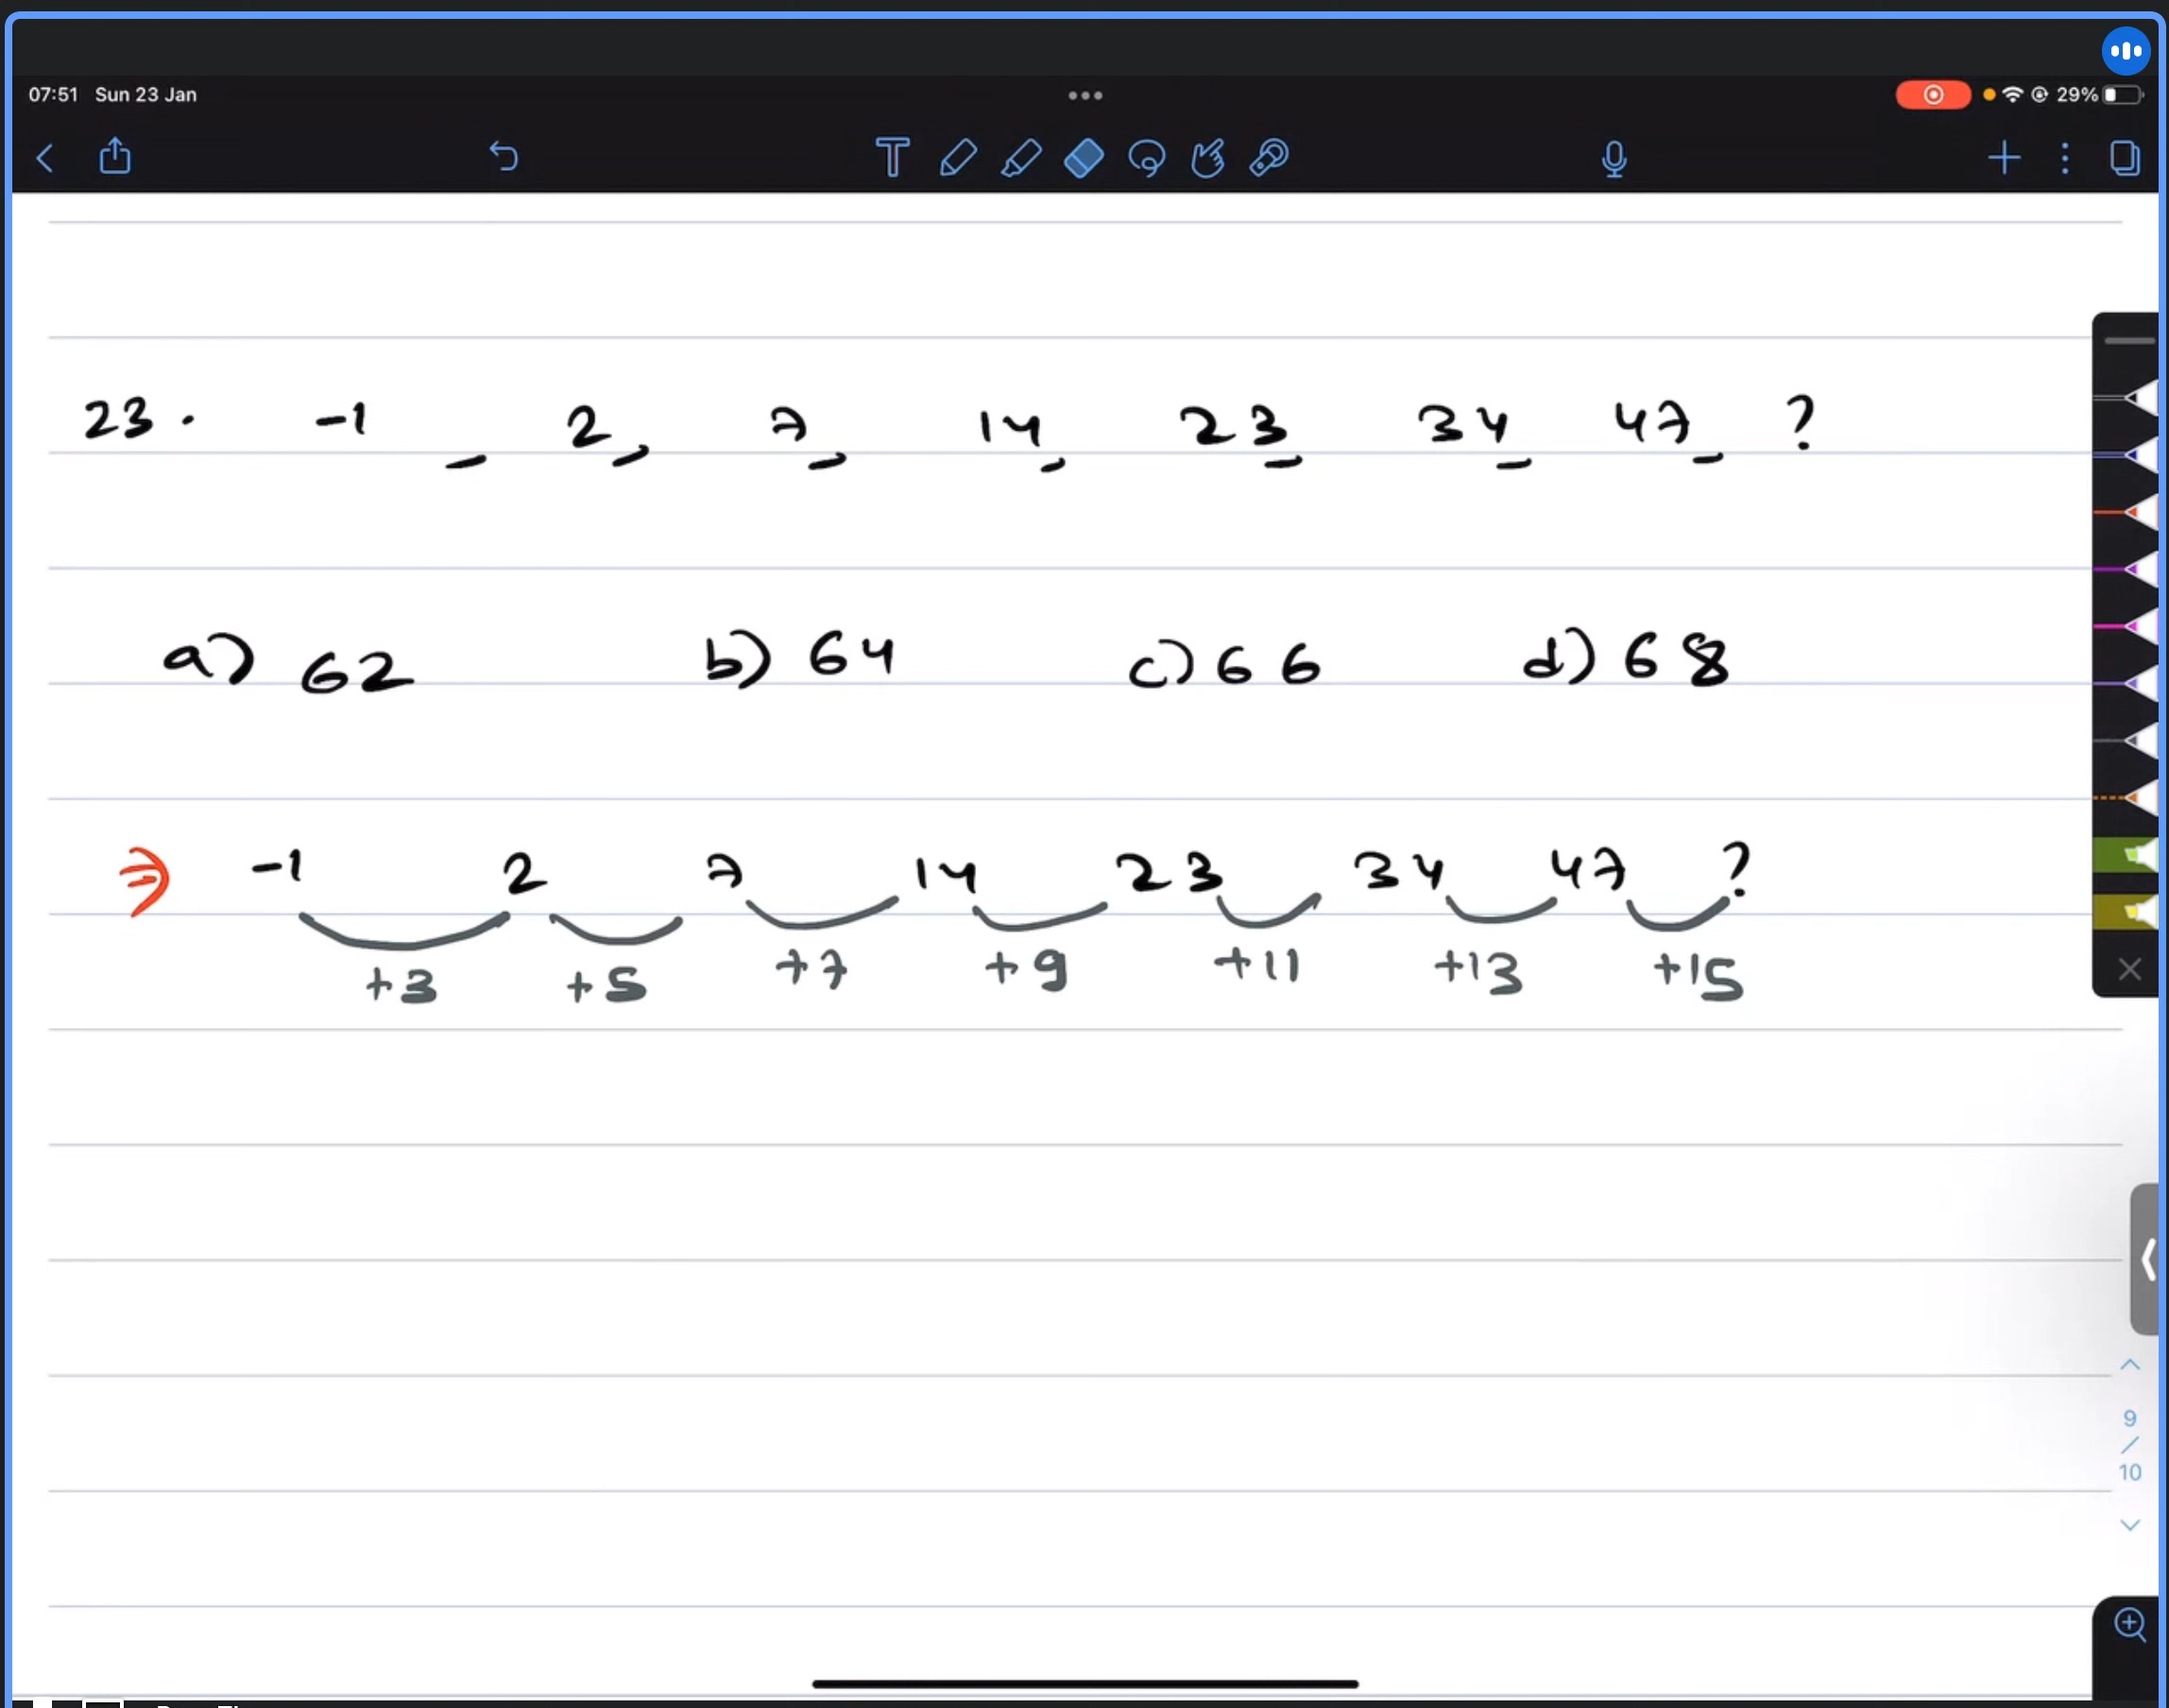 07:51 Sun 23 Jan 29%
23. -1 , 2, 7, 14, 23, 34, 47, ?
a) 62 b) 64 c) 66 d) 68
⇒ -1 2 7 14 23 34 47 ?
+3 +5 +7 +9 +11 +13 +15
9
/
10